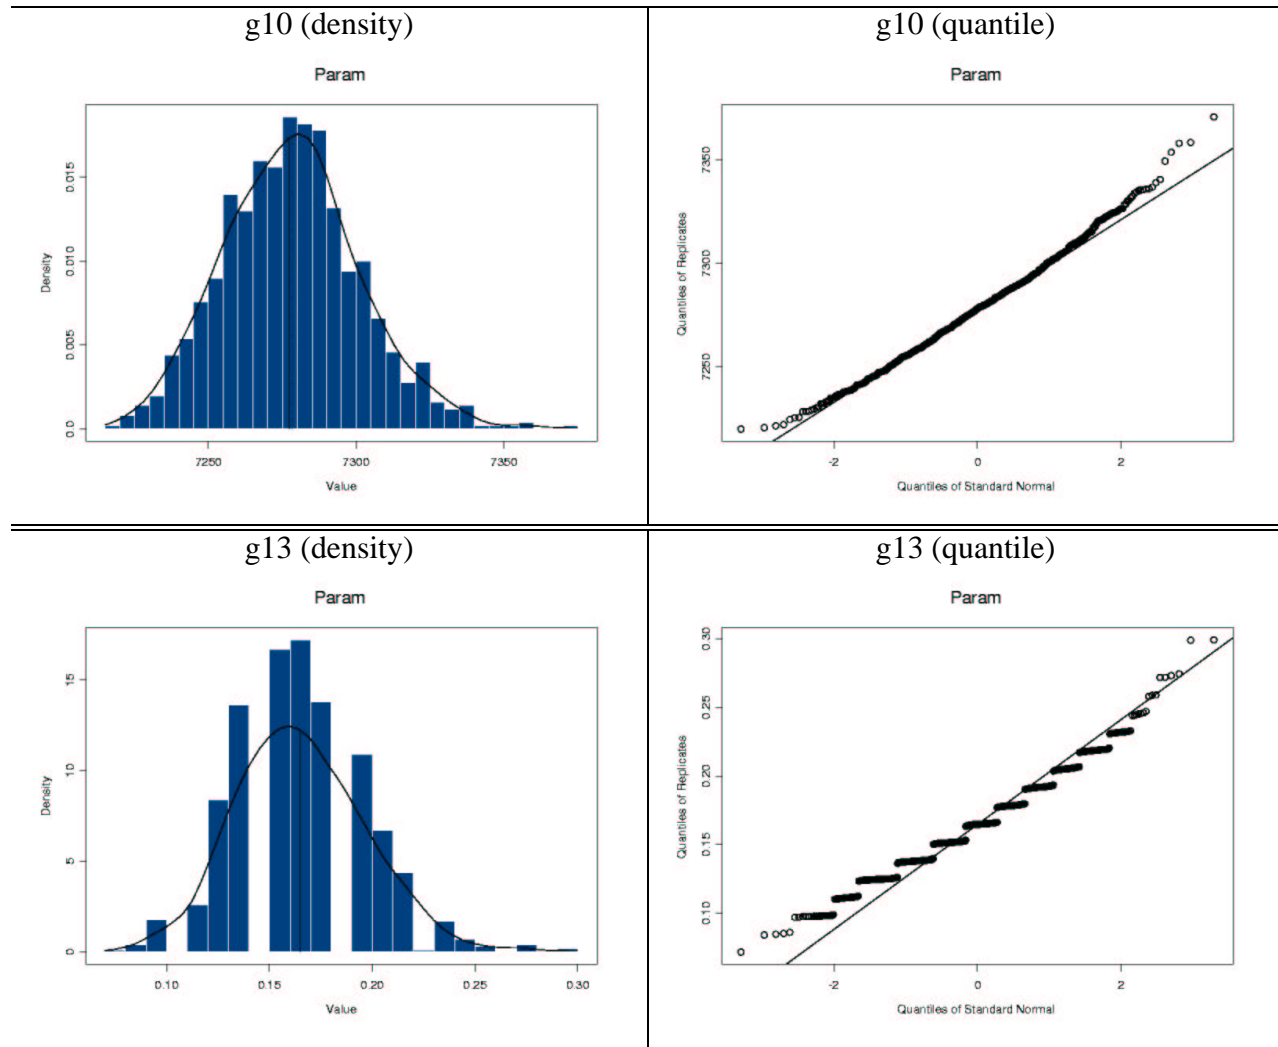 g10 (density)
Param
Density
0.015
0.010
0.005
0.0
7250
7300
7350
Value
g10 (quantile)
Param
Quantiles of Replicates
7350
7300
7250
-2
0
2
Quantiles of Standard Normal
g13 (density)
Param
Density
15
10
5
0
0.10
0.15
0.20
0.25
0.30
Value
g13 (quantile)
Param
Quantiles of Replicates
0.30
0.25
0.20
0.15
0.10
-2
0
2
Quantiles of Standard Normal